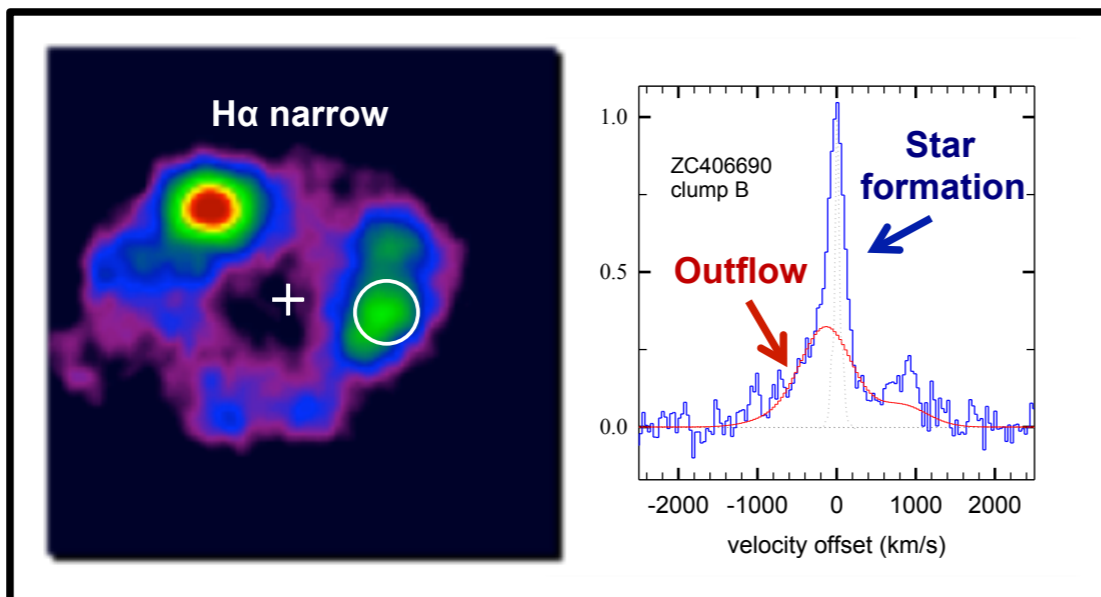 Hα narrow
ZC406690
clump B
Star
formation
Outflow
1.0
0.5
0.0
-2000 -1000 0 1000 2000
velocity offset (km/s)